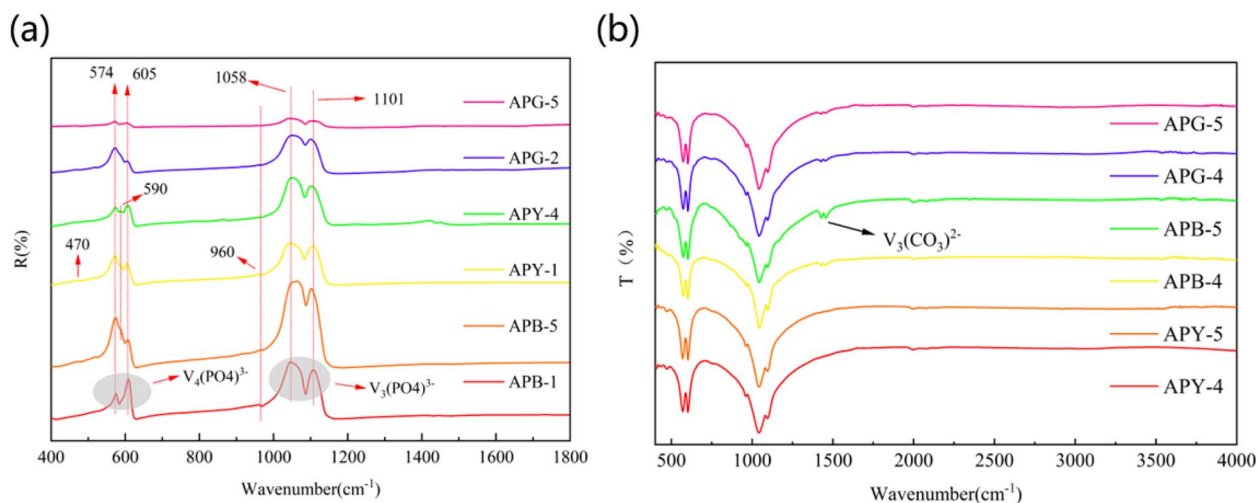 (a)
574
605
1058
1101
APG-5
APG-2
590
APY-4
470
960
APY-1
APB-5
V₄(PO4)³⁻
V₃(PO4)³⁻
APB-1
R(%)
400 600 800 1000 1200 1400 1600 1800
Wavenumber(cm⁻¹)
(b)
APG-5
APG-4
APB-5
V₃(CO₃)²⁻
APB-4
APY-5
APY-4
T (%)
500 1000 1500 2000 2500 3000 3500 4000
Wavenumber(cm⁻¹)